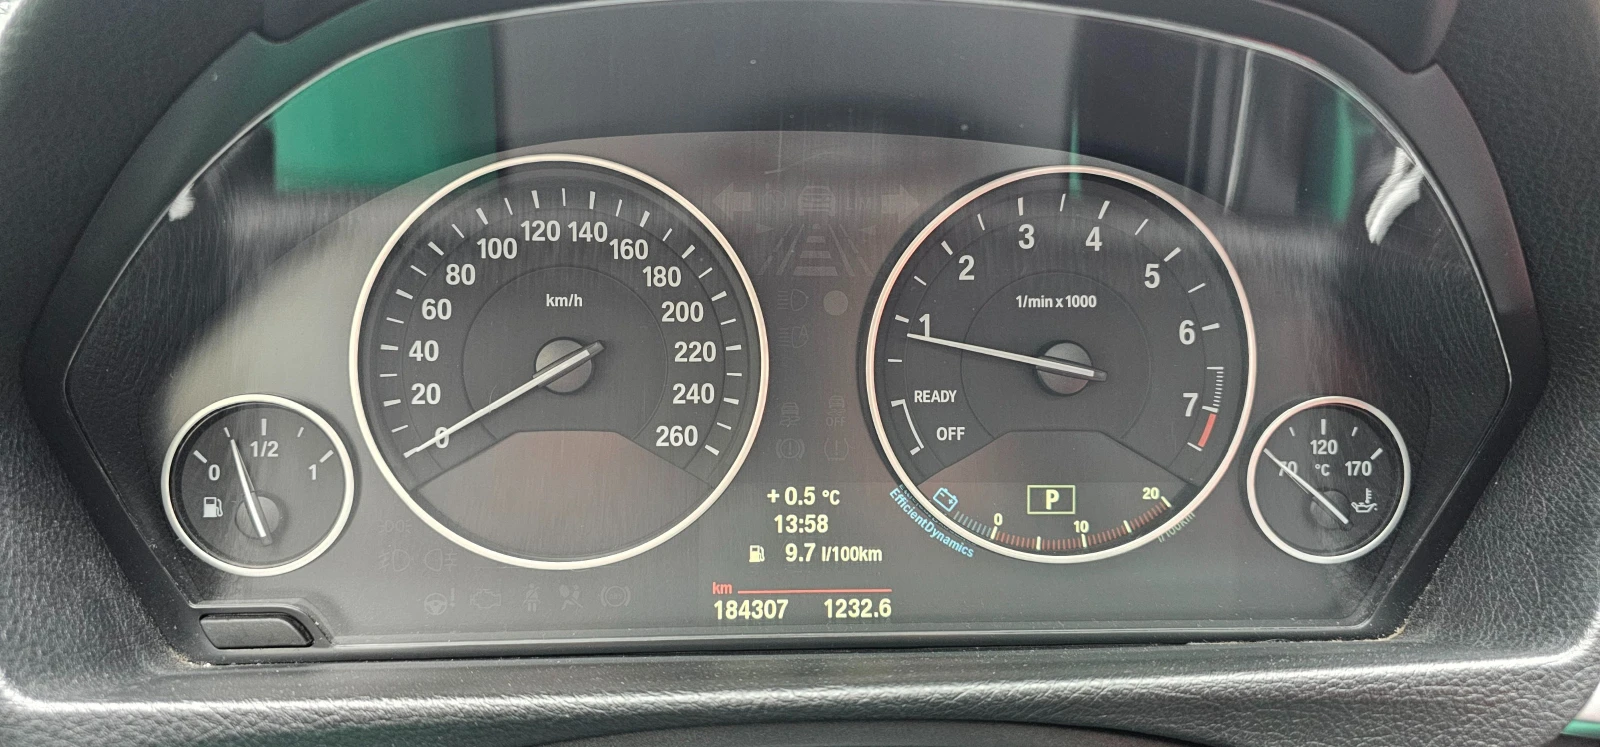 0
1/2
1
0
20
40
60
80
100
120
140
160
180
200
220
240
260
km/h
+ 0.5 °C
13:58
9.7 l/100km
km
184307 1232.6
OFF
READY
1
2
3
4
5
6
7
1/min x 1000
P
0
10
20
l/100km
EfficientDynamics
70
120
170
°C